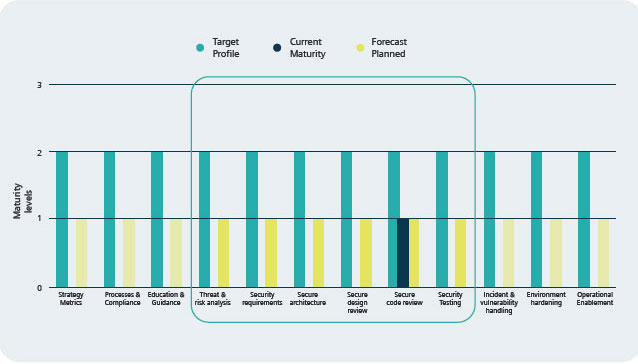 Target
Profile
Current
Maturity
Forecast
Planned
3
2
1
0
Maturity
levels
Strategy
Metrics
Processes &
Compliance
Education &
Guidance
Threat &
risk analysis
Security
requirements
Secure
architecture
Secure
design
review
Secure
code review
Security
Testing
Incident &
vulnerability
handling
Environment
hardening
Operational
Enablement